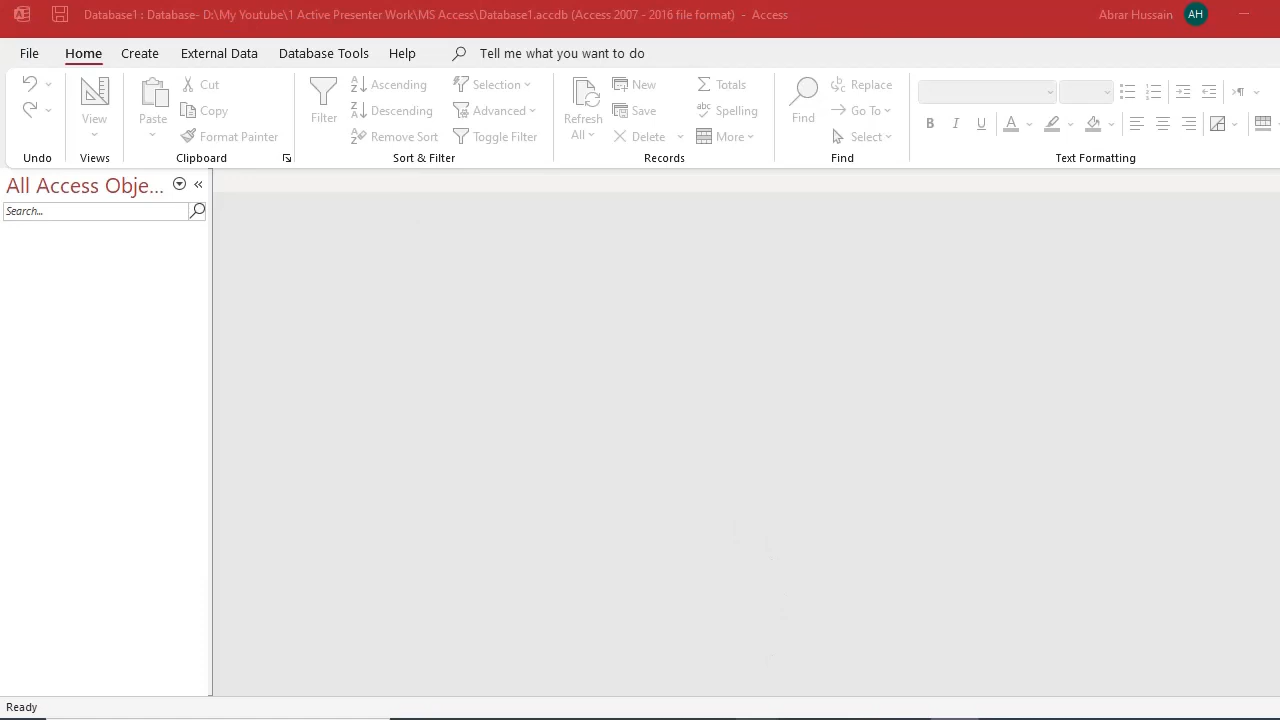 Database1 : Database- D:\My Youtube\1 Active Presenter Work\MS Access\Database1.accdb (Access 2007 - 2016 file format) - Access
Abrar Hussain AH
File Home Create External Data Database Tools Help Tell me what you want to do
View
Paste
Cut
Copy
Format Painter
Filter
Ascending
Descending
Remove Sort
Selection
Advanced
Toggle Filter
Refresh
All
New
Save
Delete
Totals
Spelling
More
Find
Replace
Go To
Select
B I U
Undo Views Clipboard Sort & Filter Records Find Text Formatting
All Access Obje...
Search...
Ready